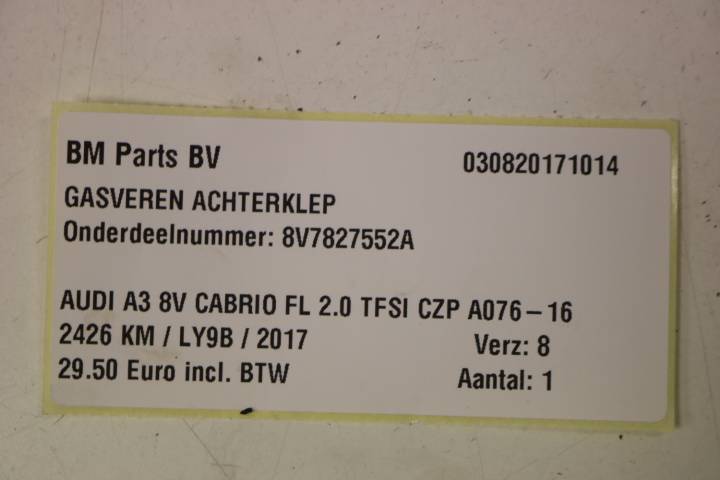 BM Parts BV 030820171014
GASVEREN ACHTERKLEP
Onderdeelnummer: 8V7827552A
AUDI A3 8V CABRIO FL 2.0 TFSI CZP A076-16
2426 KM / LY9B / 2017 Verz: 8
29.50 Euro incl. BTW Aantal: 1